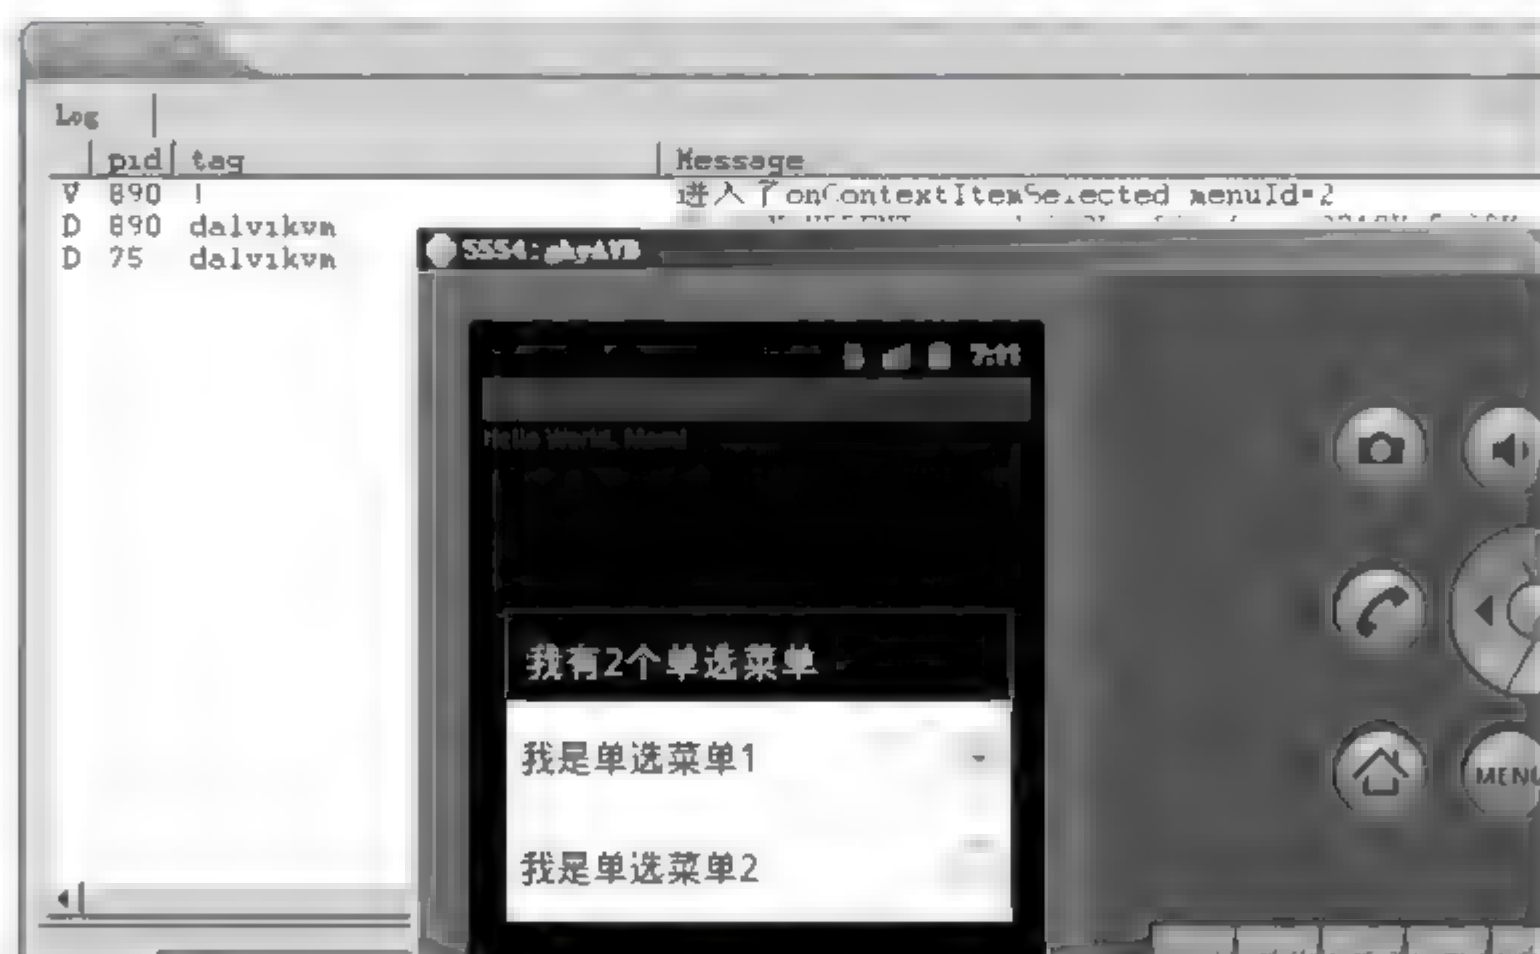 Log
pid tag Message
V 890 ! 进入了onContextItemSelected menuId=2
D 890 dalvikvm
D 75 dalvikvm
5554:
7:11
Hello World,
我有2个单选菜单
我是单选菜单1
我是单选菜单2
MENU